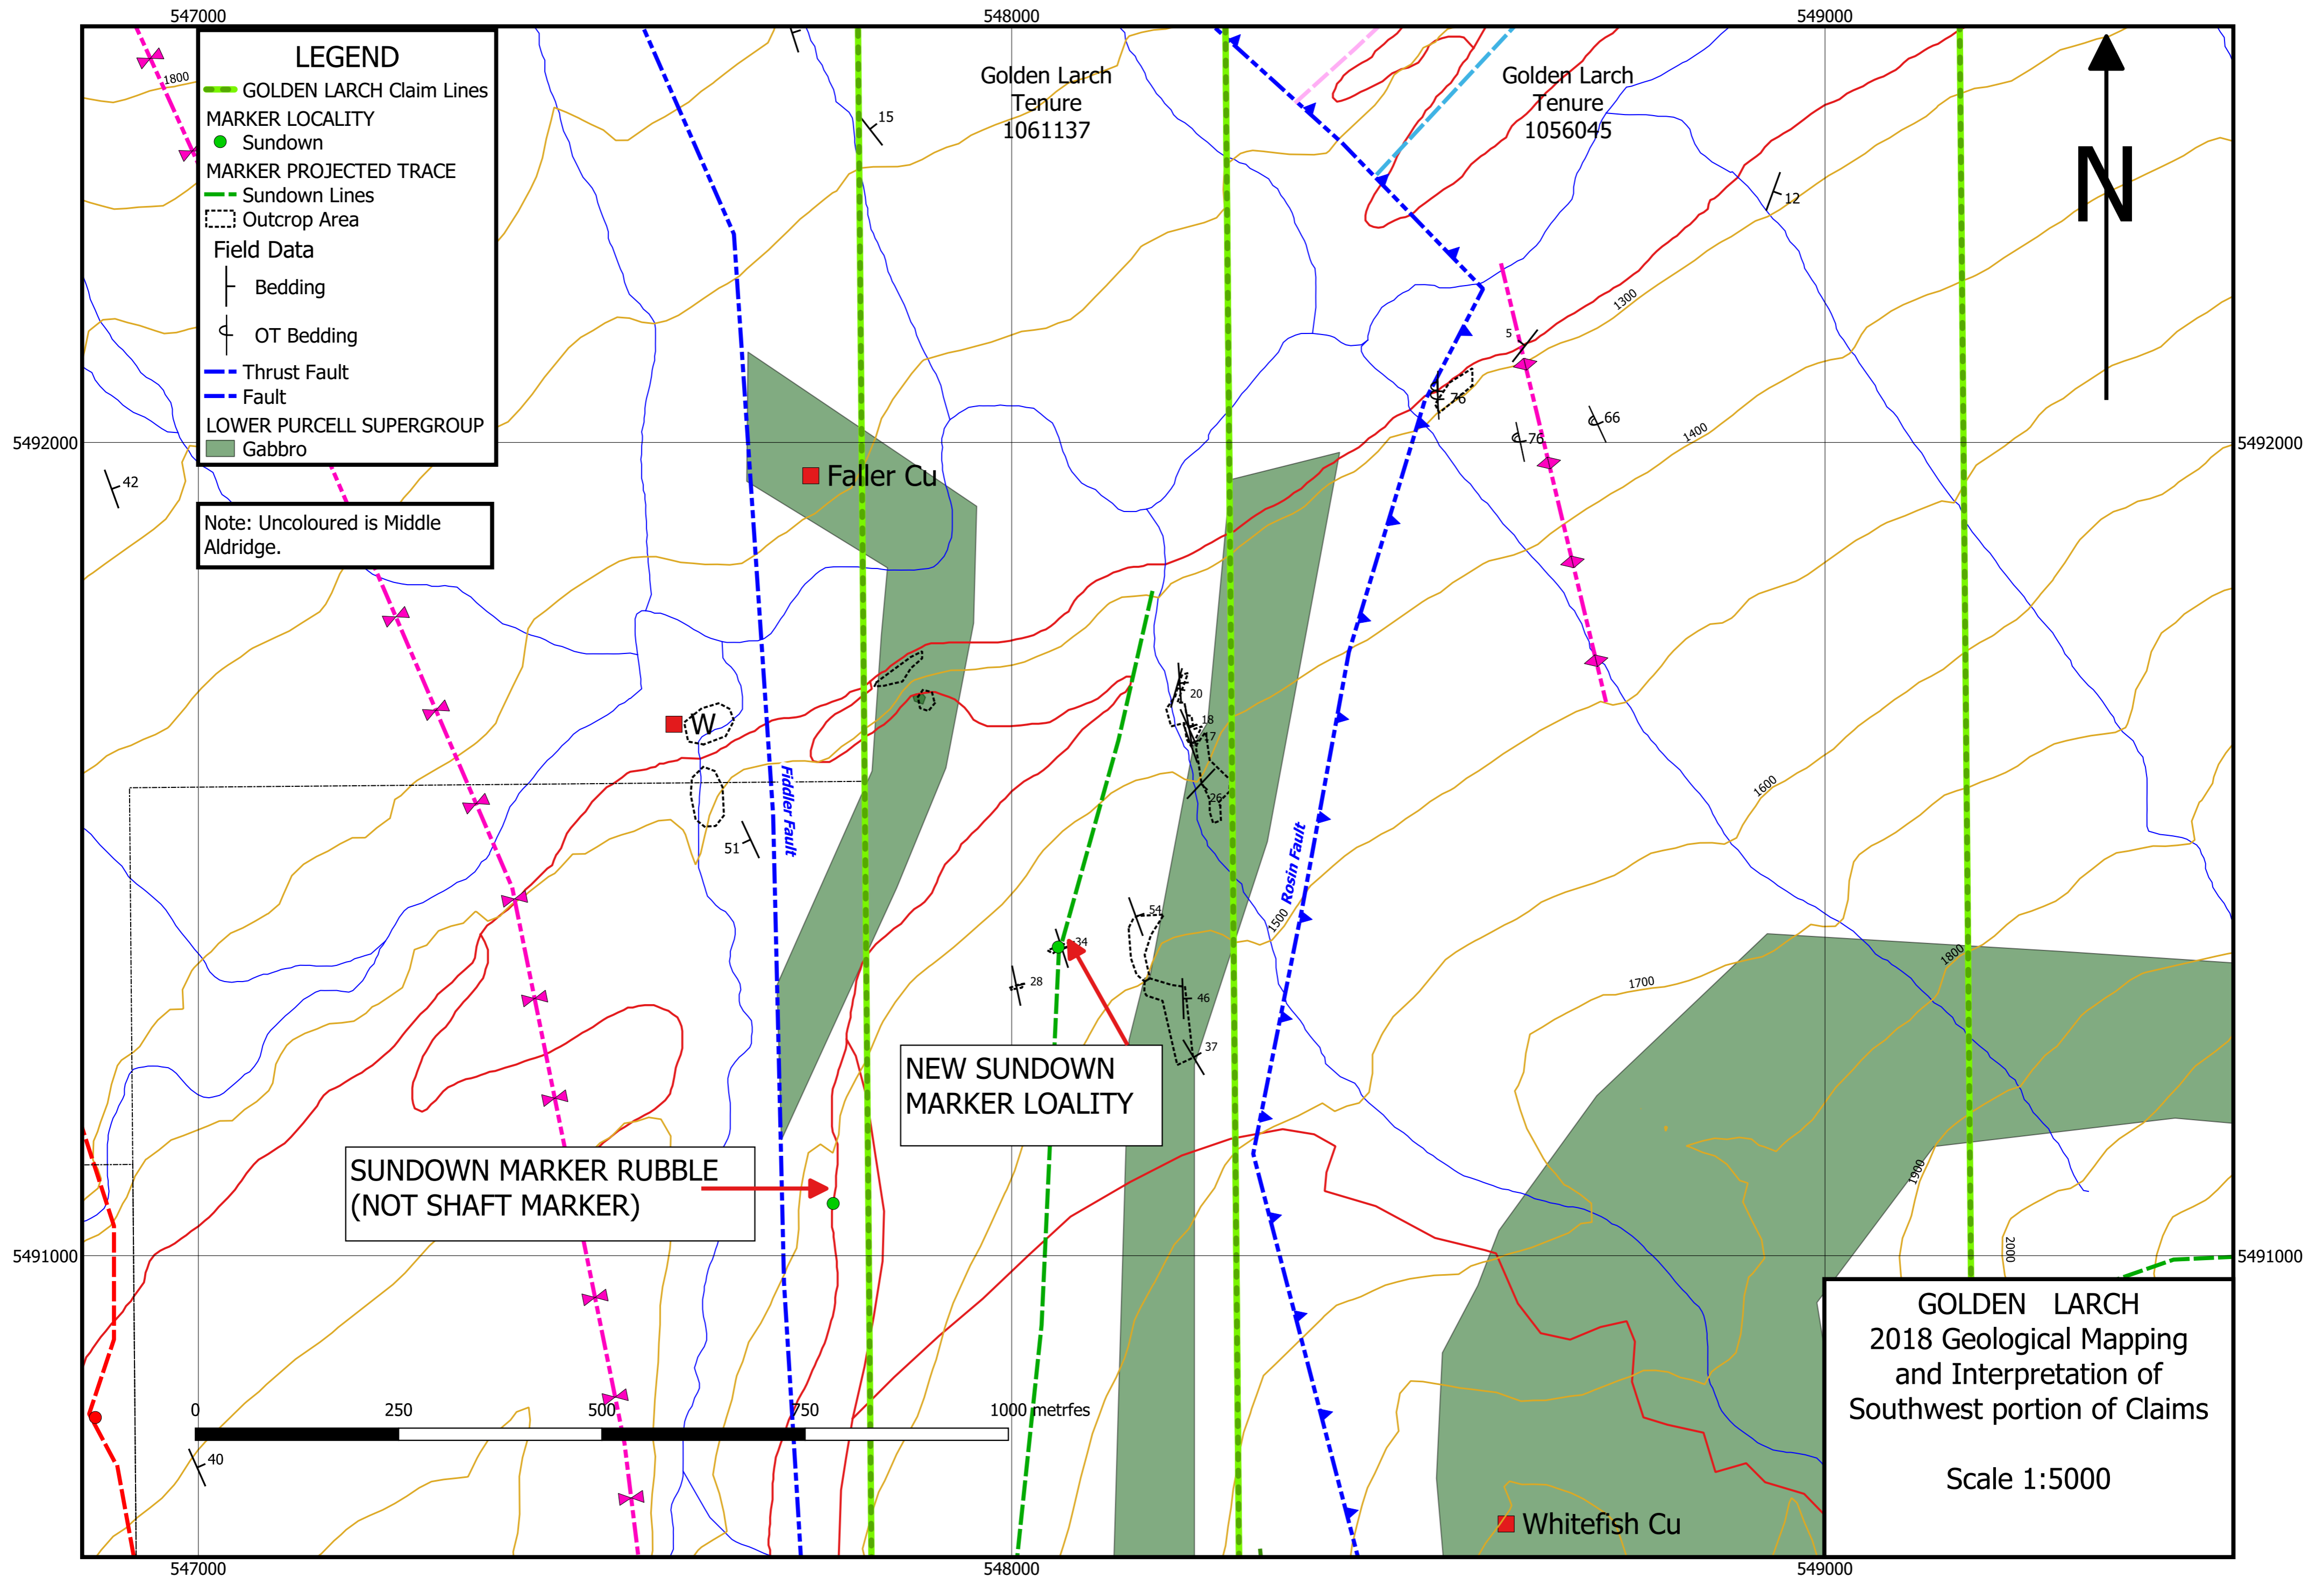 547000
548000
549000
LEGEND
GOLDEN LARCH Claim Lines
MARKER LOCALITY
Sundown
MARKER PROJECTED TRACE
Sundown Lines
Outcrop Area
Field Data
Bedding
OT Bedding
Thrust Fault
Fault
LOWER PURCELL SUPERGROUP
Gabbro
Note: Uncoloured is Middle
Aldridge.
1800
15
Golden Larch
Tenure
1061137
Golden Larch
Tenure
1056045
N
12
1300
5
76
76
66
1400
5492000
5492000
42
Faller Cu
W
20
18
17
26
51
Fiddler Fault
Rosin Fault
1600
54
34
28
46
37
1500
1700
1800
NEW SUNDOWN
MARKER LOALITY
SUNDOWN MARKER RUBBLE
(NOT SHAFT MARKER)
1900
2000
5491000
5491000
0
250
500
750
1000 metrfes
40
Whitefish Cu
GOLDEN LARCH
2018 Geological Mapping
and Interpretation of
Southwest portion of Claims
Scale 1:5000
547000
548000
549000